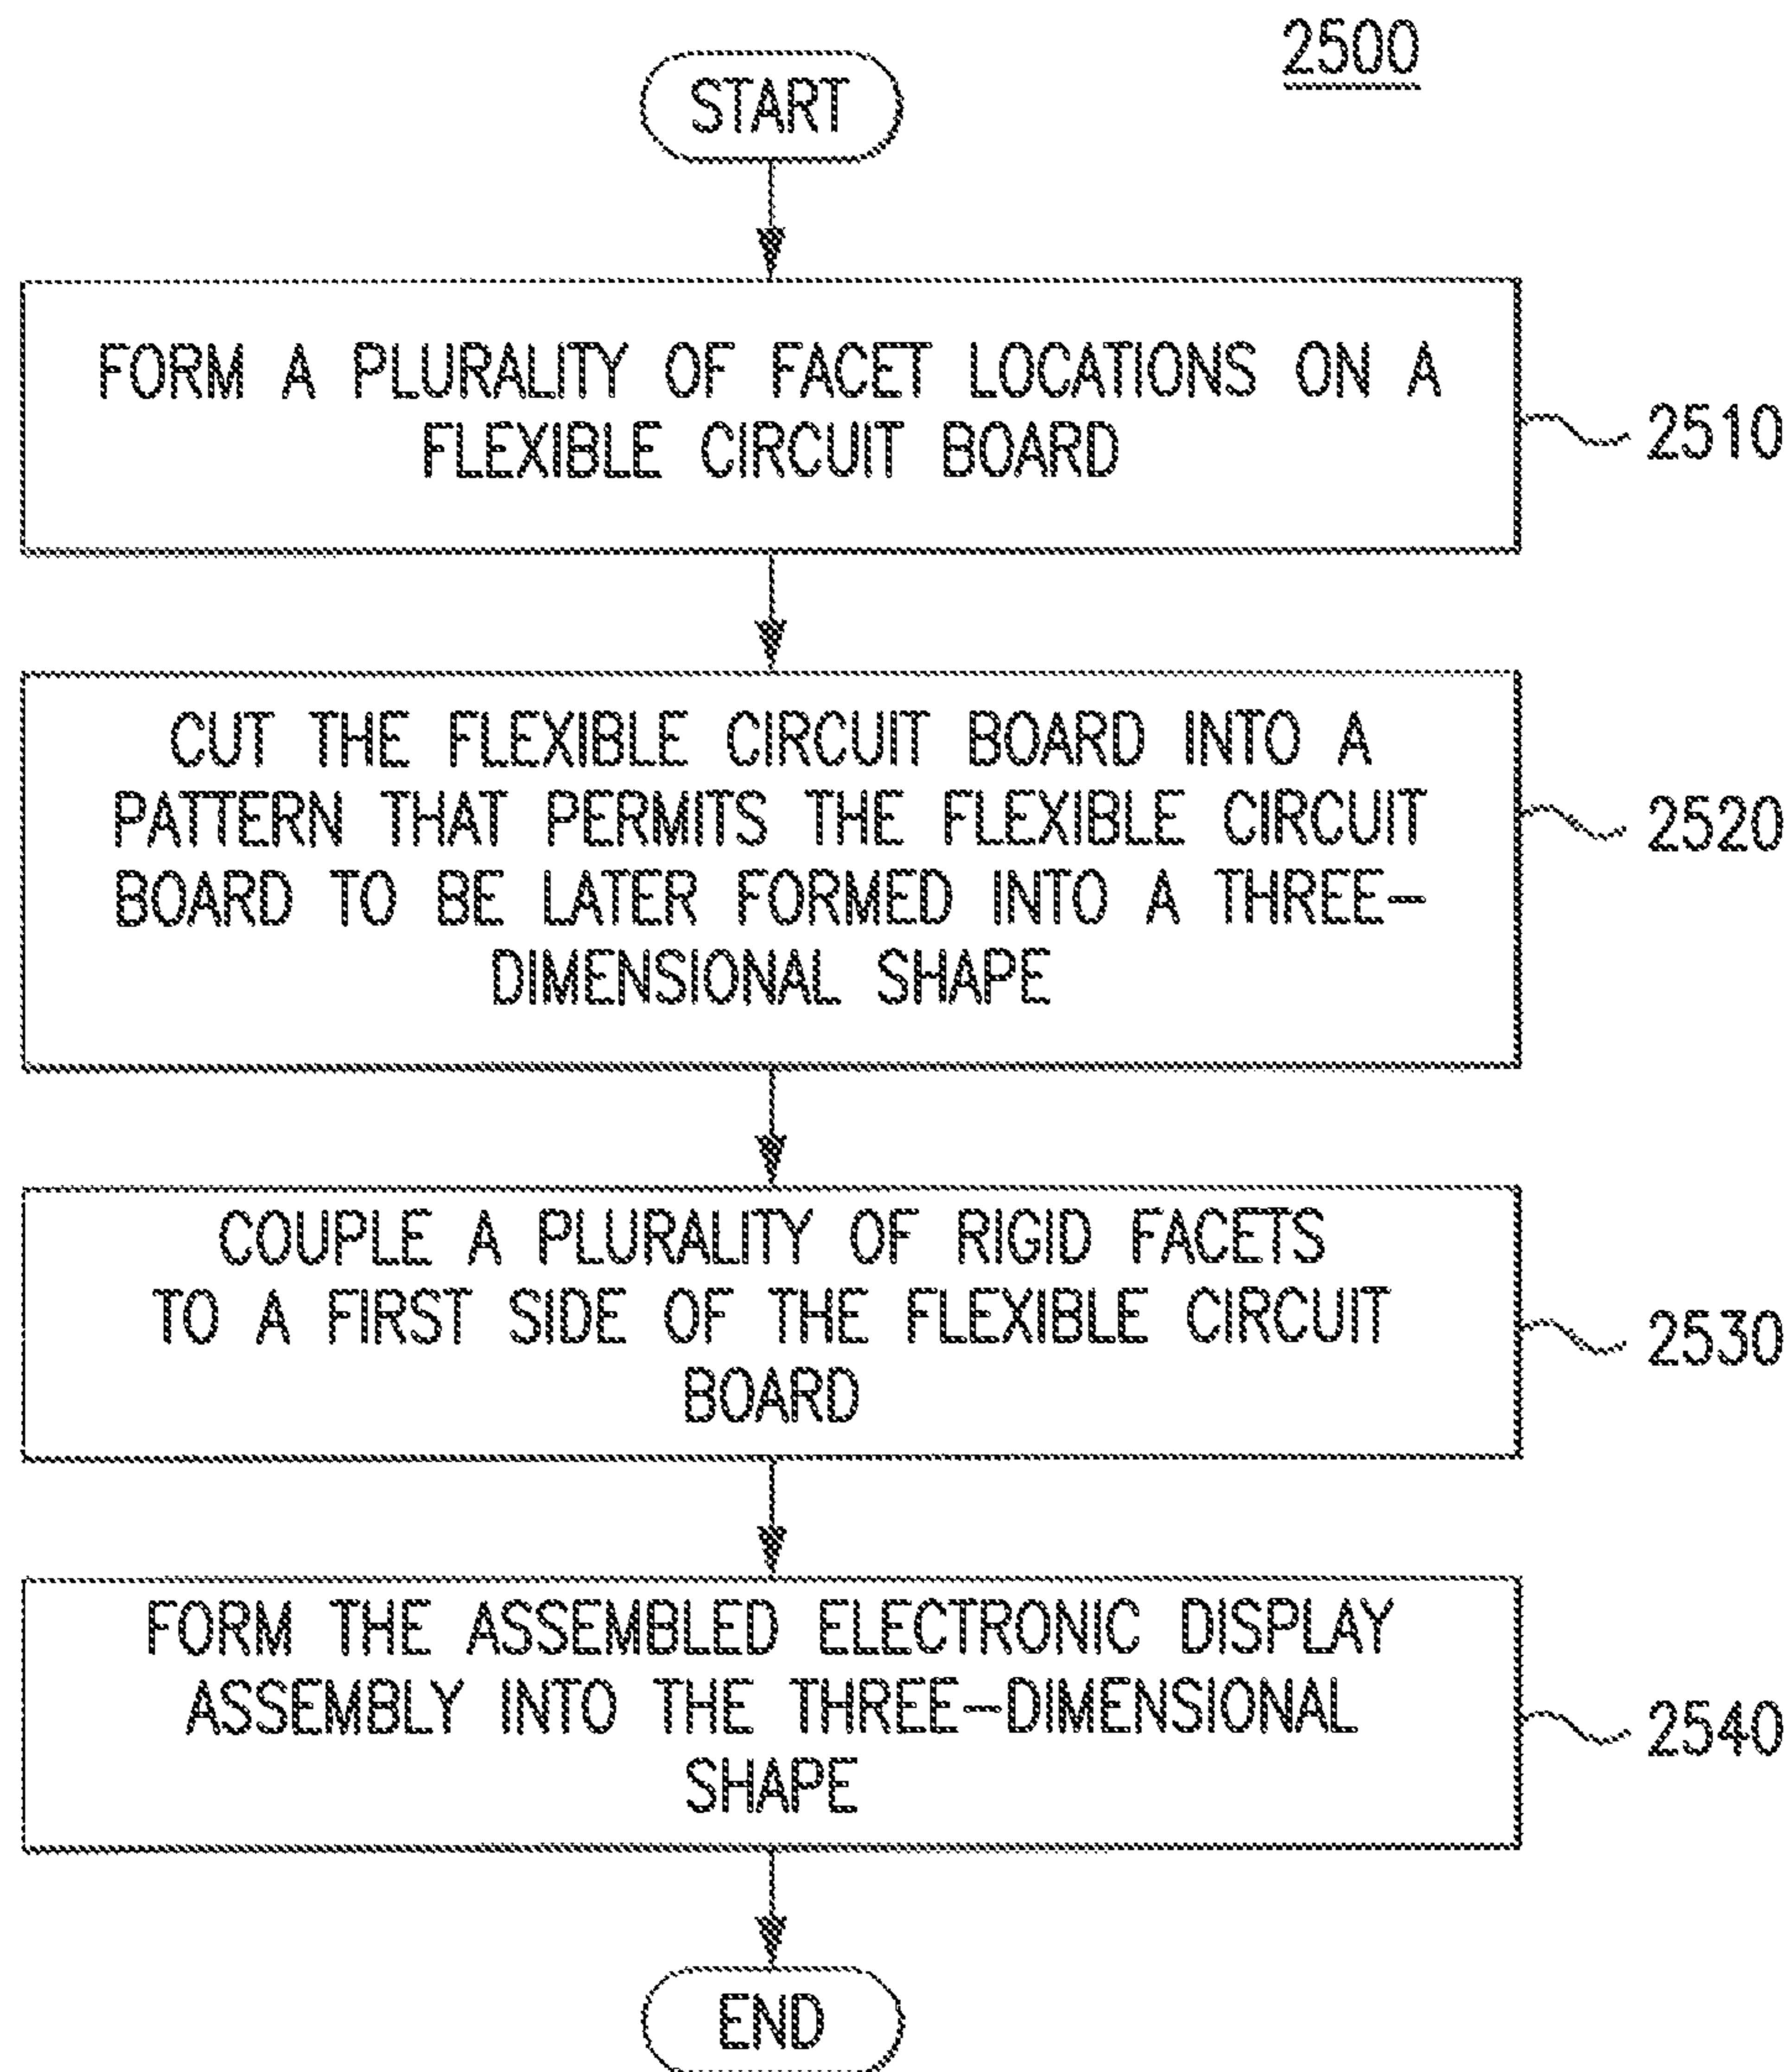 2500
START
FORM A PLURALITY OF FACET LOCATIONS ON A
FLEXIBLE CIRCUIT BOARD
2510
CUT THE FLEXIBLE CIRCUIT BOARD INTO A
PATTERN THAT PERMITS THE FLEXIBLE CIRCUIT
BOARD TO BE LATER FORMED INTO A THREE-
DIMENSIONAL SHAPE
2520
COUPLE A PLURALITY OF RIGID FACETS
TO A FIRST SIDE OF THE FLEXIBLE CIRCUIT
BOARD
2530
FORM THE ASSEMBLED ELECTRONIC DISPLAY
ASSEMBLY INTO THE THREE-DIMENSIONAL
SHAPE
2540
END